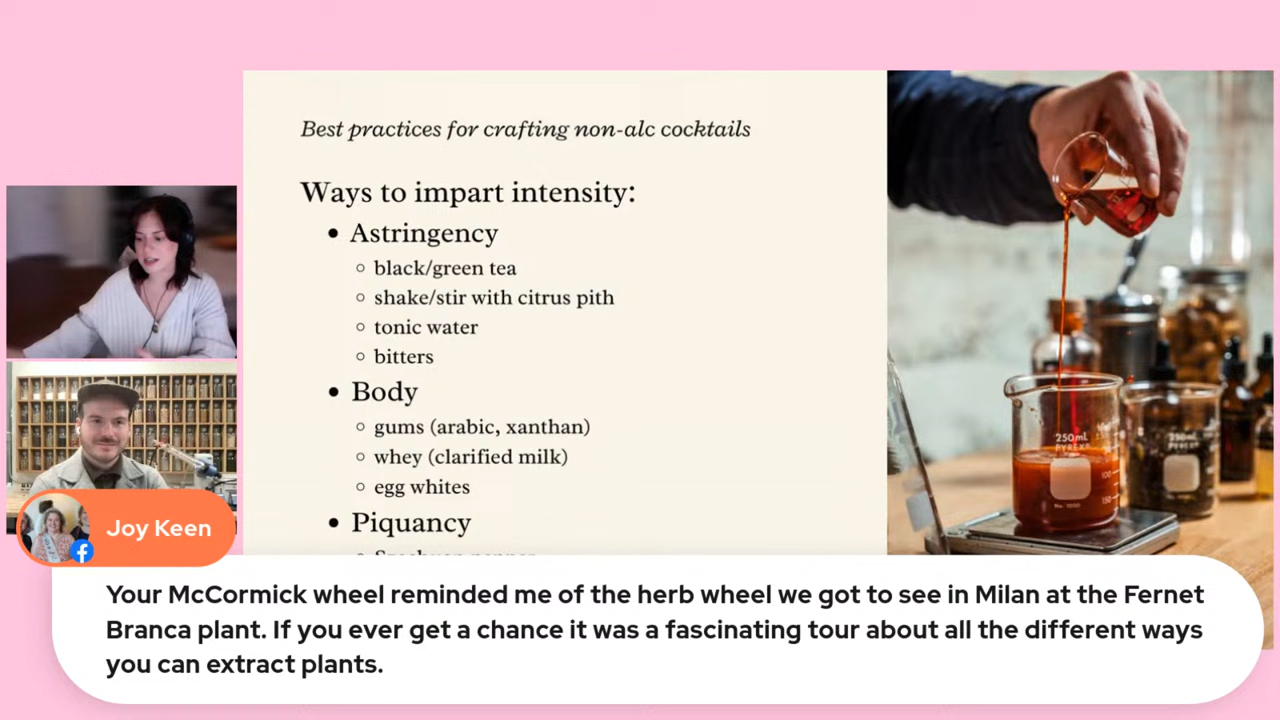 Best practices for crafting non-alc cocktails
Ways to impart intensity:
• Astringency
○ black/green tea
○ shake/stir with citrus pith
○ tonic water
○ bitters
• Body
○ gums (arabic, xanthan)
○ whey (clarified milk)
○ egg whites
• Piquancy
250mL
PYREX
250mL
Joy Keen
Your McCormick wheel reminded me of the herb wheel we got to see in Milan at the Fernet
Branca plant. If you ever get a chance it was a fascinating tour about all the different ways
you can extract plants.